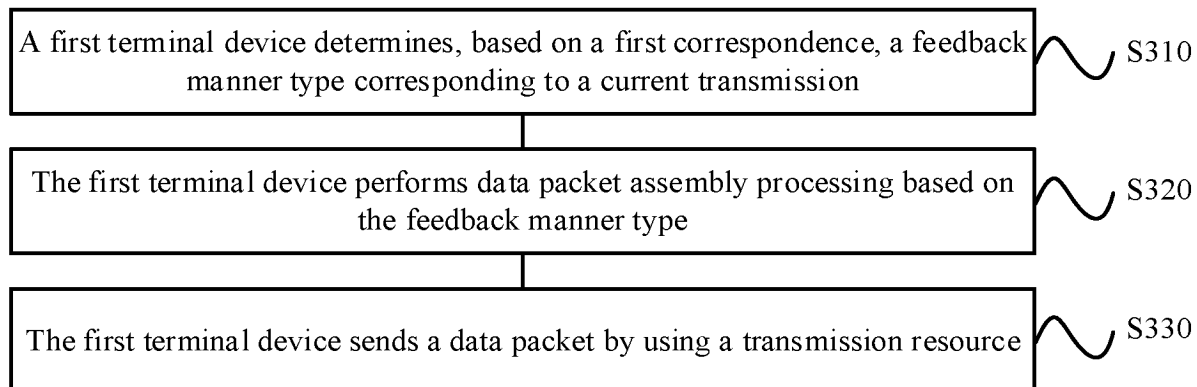 A first terminal device determines, based on a first correspondence, a feedback
manner type corresponding to a current transmission
S310
The first terminal device performs data packet assembly processing based on
the feedback manner type
S320
The first terminal device sends a data packet by using a transmission resource
S330